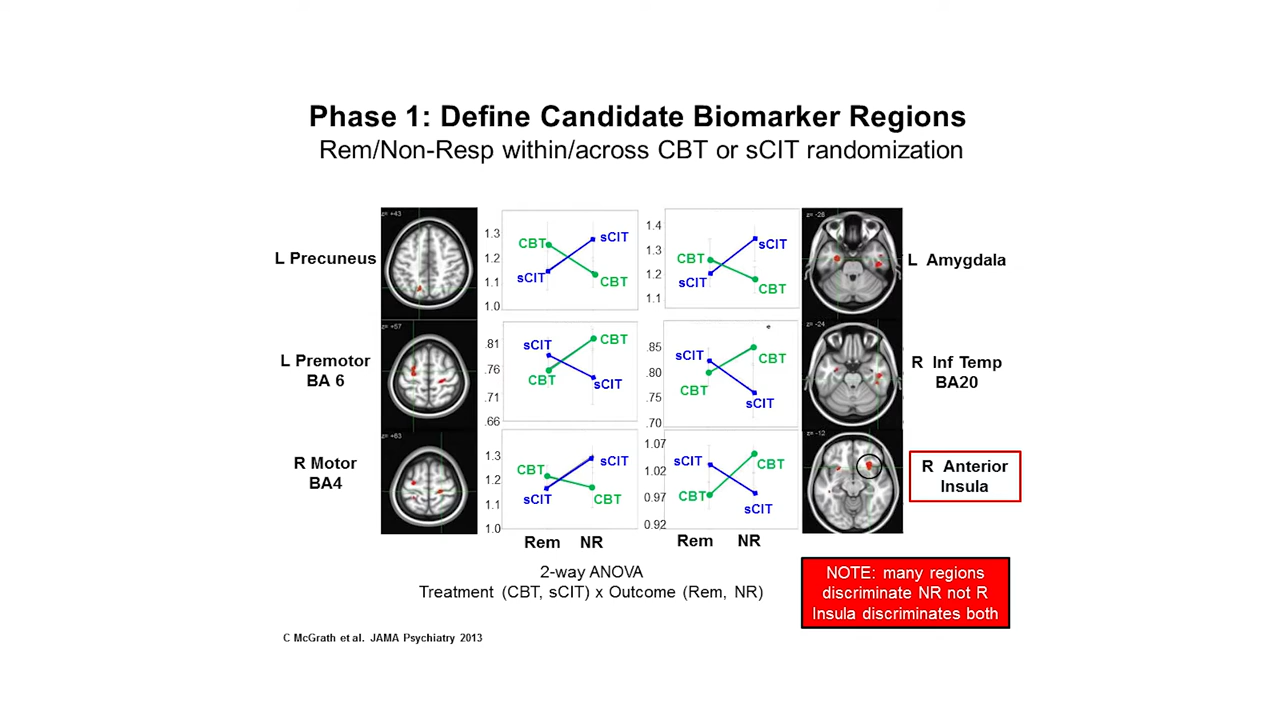 Phase 1: Define Candidate Biomarker Regions
Rem/Non-Resp within/across CBT or sCIT randomization
L Precuneus
z= +43
1.3
1.2
1.1
1.0
CBT
sCIT
sCIT
CBT
1.4
1.3
1.2
1.1
CBT
sCIT
sCIT
CBT
z= -28
L Amygdala
L Premotor
BA 6
z= +57
.81
.76
.71
.66
sCIT
CBT
CBT
sCIT
.85
.80
.75
.70
sCIT
CBT
CBT
sCIT
z= -24
R Inf Temp
BA20
R Motor
BA4
z= +63
1.3
1.2
1.1
1.0
CBT
sCIT
sCIT
CBT
1.07
1.02
0.97
0.92
sCIT
CBT
CBT
sCIT
z= -12
R Anterior
Insula
Rem NR
Rem NR
2-way ANOVA
Treatment (CBT, sCIT) x Outcome (Rem, NR)
NOTE: many regions
discriminate NR not R
Insula discriminates both
C McGrath et al. JAMA Psychiatry 2013